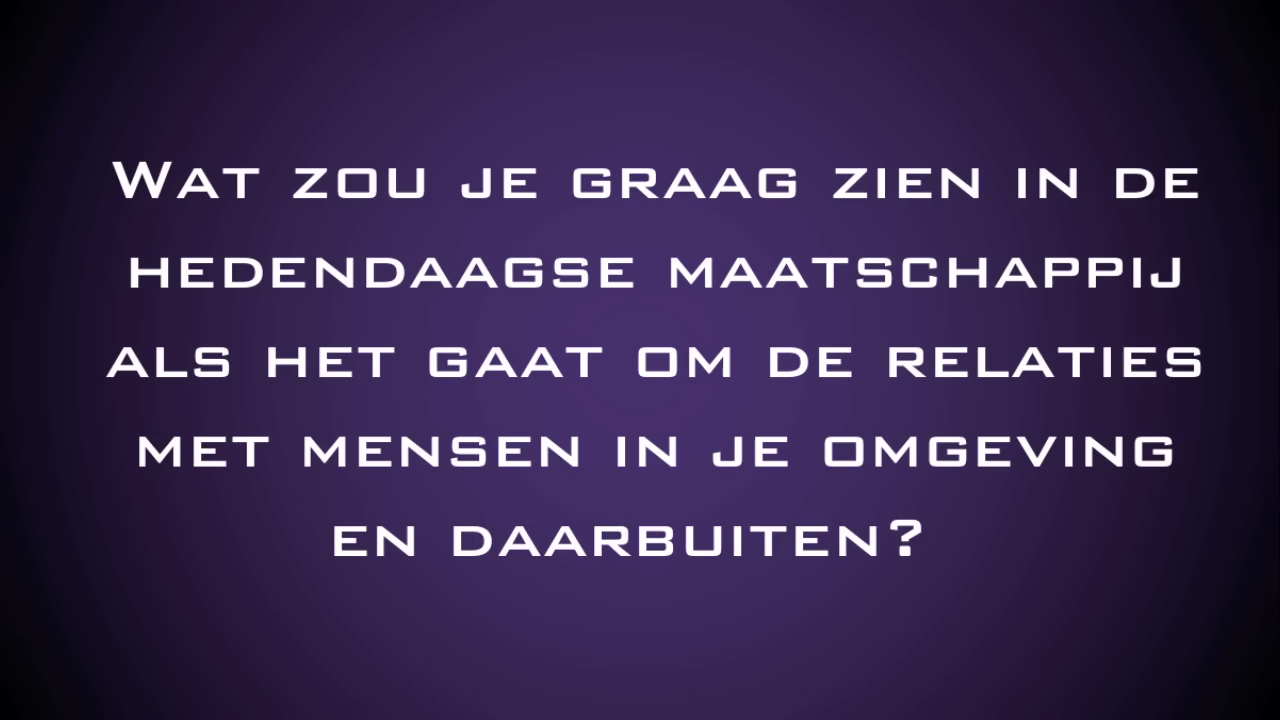 Wat zou je graag zien in de
hedendaagse maatschappij
als het gaat om de relaties
met mensen in je omgeving
en daarbuiten?